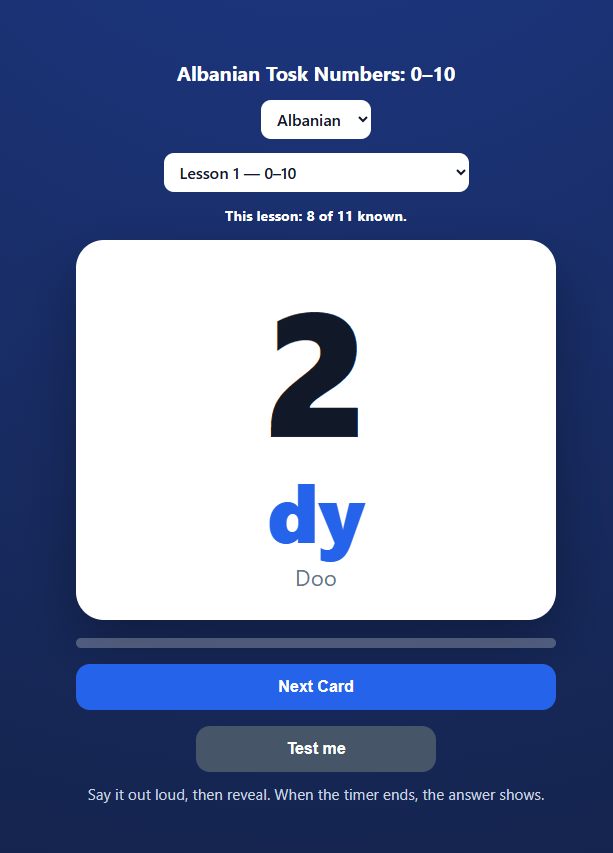 Albanian Tosk Numbers: 0–10
Albanian
Lesson 1 — 0–10
This lesson: 8 of 11 known.
2
dy
Doo
Next Card
Test me
Say it out loud, then reveal. When the timer ends, the answer shows.